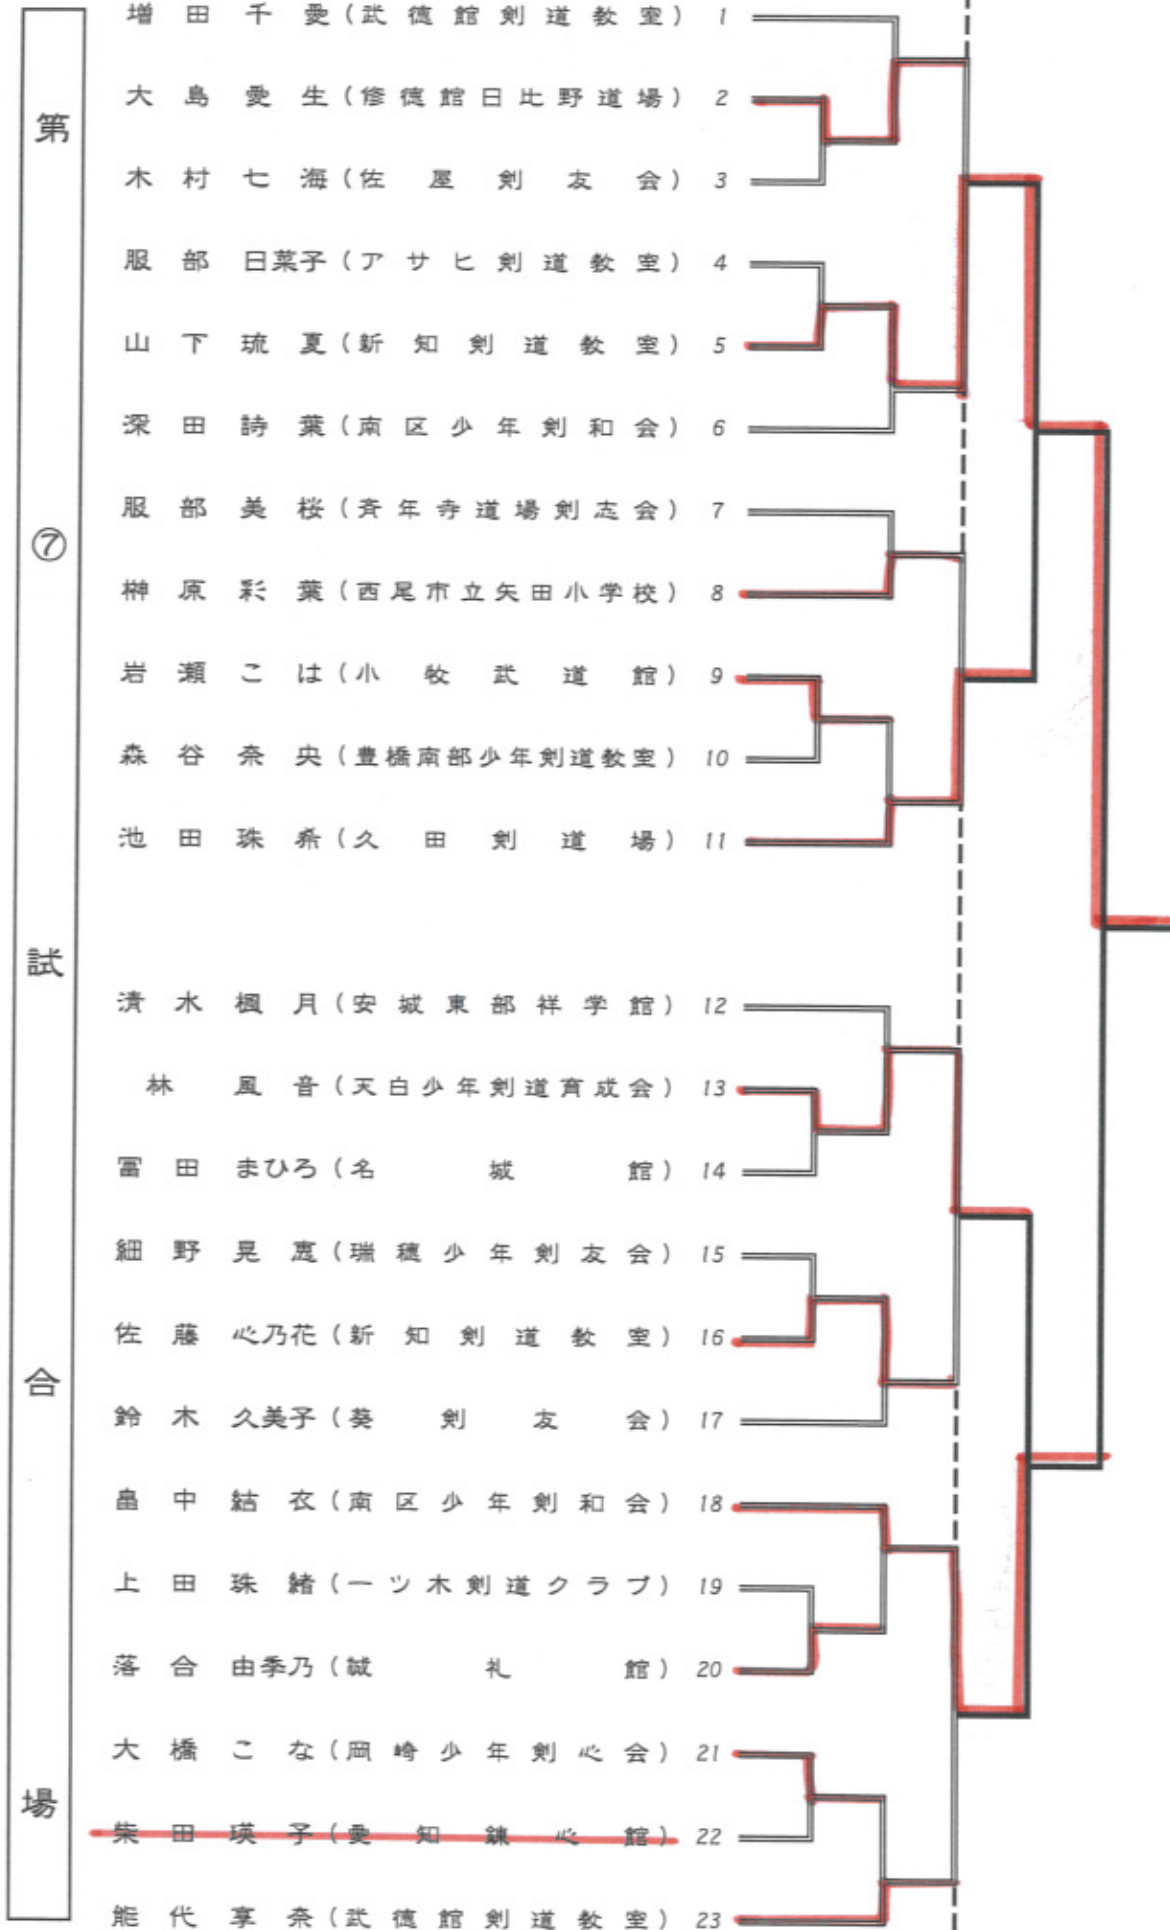 第⑦試合場
増田千愛(武徳館剣道教室) 1
大島愛生(修徳館日比野道場) 2
木村七海(佐屋剣友会) 3
服部日菜子(アサヒ剣道教室) 4
山下琉夏(新知剣道教室) 5
深田詩葉(南区少年剣和会) 6
服部美桜(斉年寺道場剣志会) 7
榊原彩葉(西尾市立矢田小学校) 8
岩瀬こは(小牧武道館) 9
森谷奈央(豊橋南部少年剣道教室) 10
池田珠希(久田剣道場) 11
清水楓月(安城東部祥学館) 12
林風音(天白少年剣道育成会) 13
冨田まひろ(名城館) 14
細野晃恵(瑞穂少年剣友会) 15
佐藤心乃花(新知剣道教室) 16
鈴木久美子(葵剣友会) 17
畠中結衣(南区少年剣和会) 18
上田珠緒(一ツ木剣道クラブ) 19
落合由季乃(誠礼館) 20
大橋こな(岡崎少年剣心会) 21
柴田瑛子(愛知錬心館) 22
能代享奈(武徳館剣道教室) 23